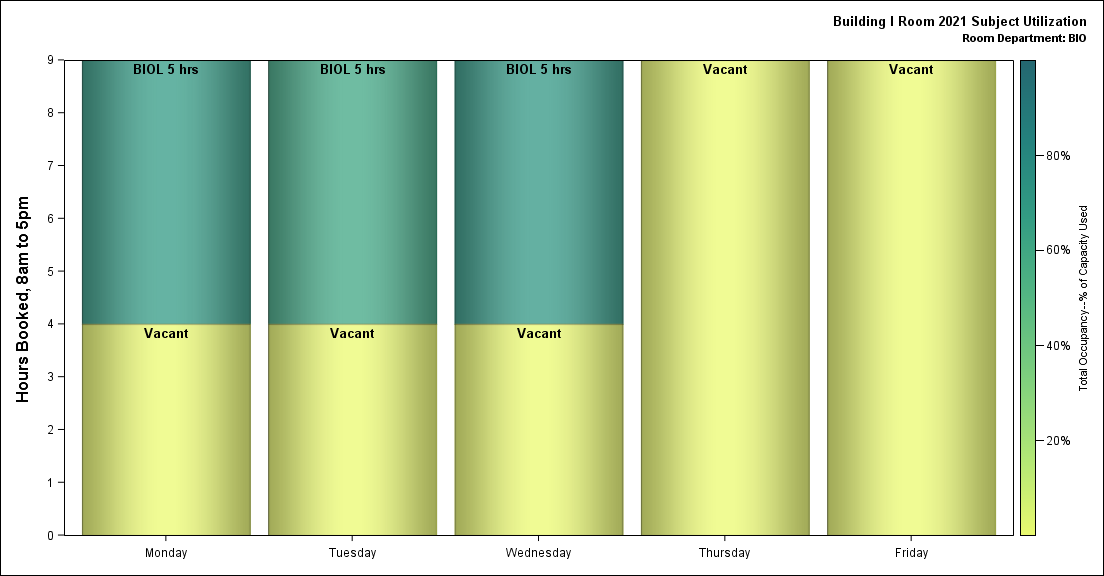 Building I Room 2021 Subject Utilization
Room Department: BIO
Hours Booked, 8am to 5pm
9
8
7
6
5
4
3
2
1
0
BIOL 5 hrs
BIOL 5 hrs
BIOL 5 hrs
Vacant
Vacant
Vacant
Vacant
Vacant
Monday
Tuesday
Wednesday
Thursday
Friday
80%
60%
40%
20%
Total Occupancy--% of Capacity Used